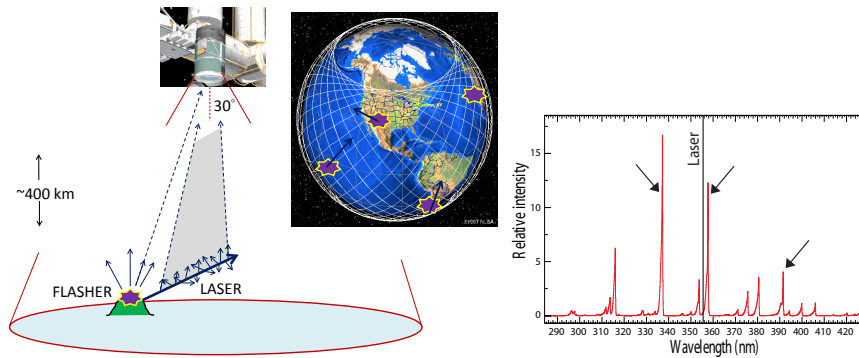 30°
~400 km
FLASHER
LASER
Relative intensity
15
10
5
0
Laser
290 300 310 320 330 340 350 360 370 380 390 400 410 420
Wavelength (nm)